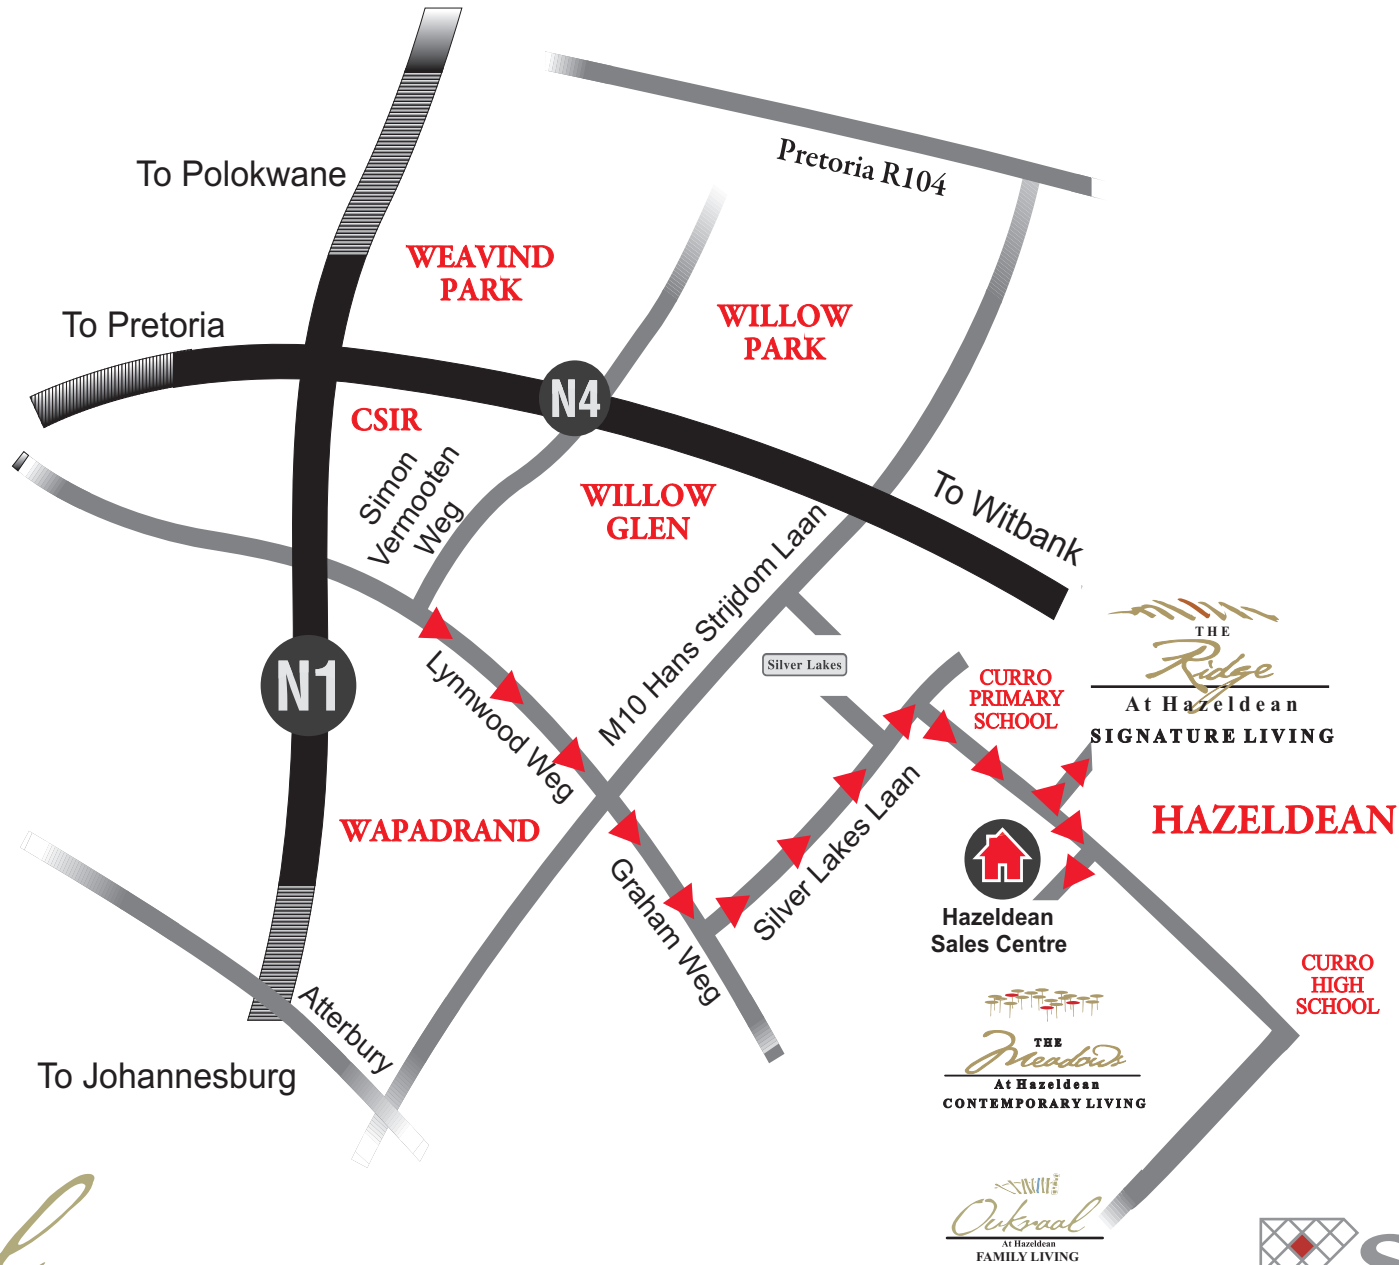 To Polokwane
Pretoria R104
WEAVIND
PARK
To Pretoria
WILLOW
PARK
N4
CSIR
Simon
Vermooten
Weg
WILLOW
GLEN
To Witbank
M10 Hans Strijdom Laan
N1
Lynnwood Weg
Silver Lakes
CURRO
PRIMARY
SCHOOL
THE
Ridge
At Hazeldean
SIGNATURE LIVING
WAPADRAND
Silver Lakes Laan
HAZELDEAN
Graham Weg
Hazeldean
Sales Centre
CURRO
HIGH
SCHOOL
Atterbury
To Johannesburg
THE
Meadows
At Hazeldean
CONTEMPORARY LIVING
Oukraal
At Hazeldean
FAMILY LIVING